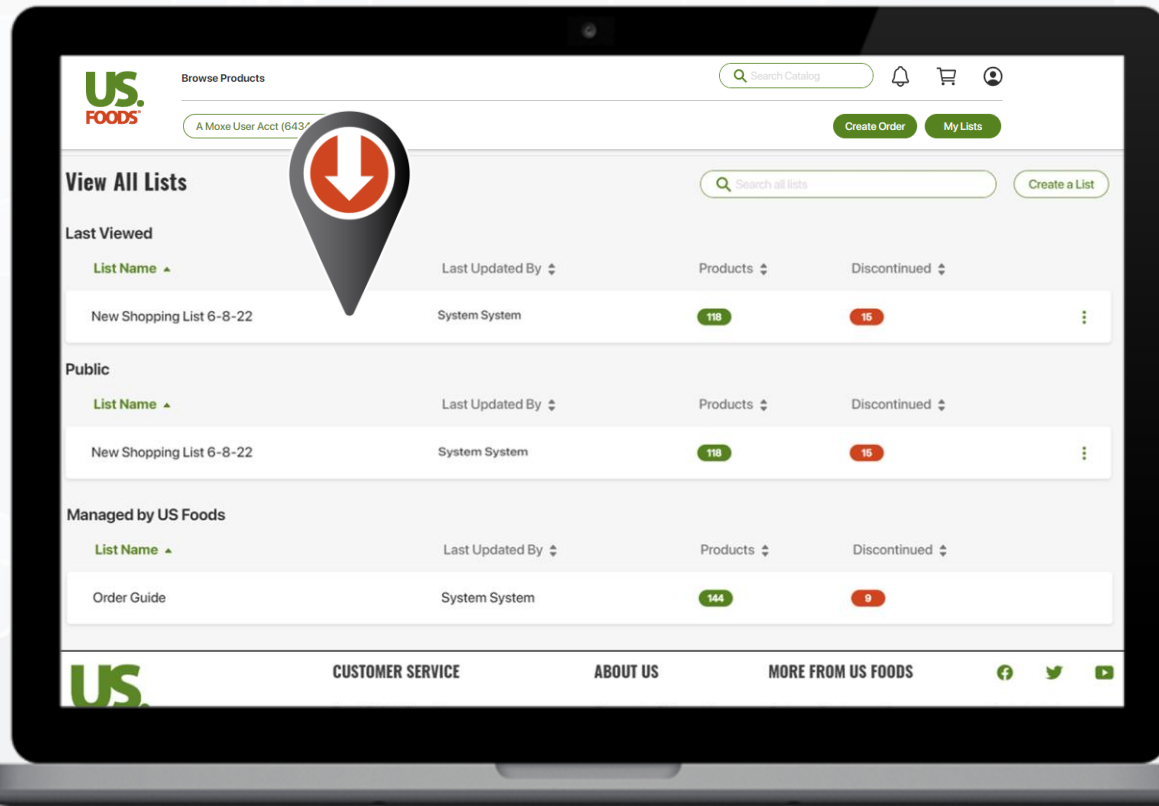 US.
FOODS
Browse Products
Search Catalog
A Moxe User Acct (643
Create Order
My Lists
View All Lists
Search all lists
Create a List
Last Viewed
List Name Last Updated By Products Discontinued
New Shopping List 6-8-22 System System 118 15
Public
List Name Last Updated By Products Discontinued
New Shopping List 6-8-22 System System 118 15
Managed by US Foods
List Name Last Updated By Products Discontinued
Order Guide System System 144 9
US.
CUSTOMER SERVICE ABOUT US MORE FROM US FOODS